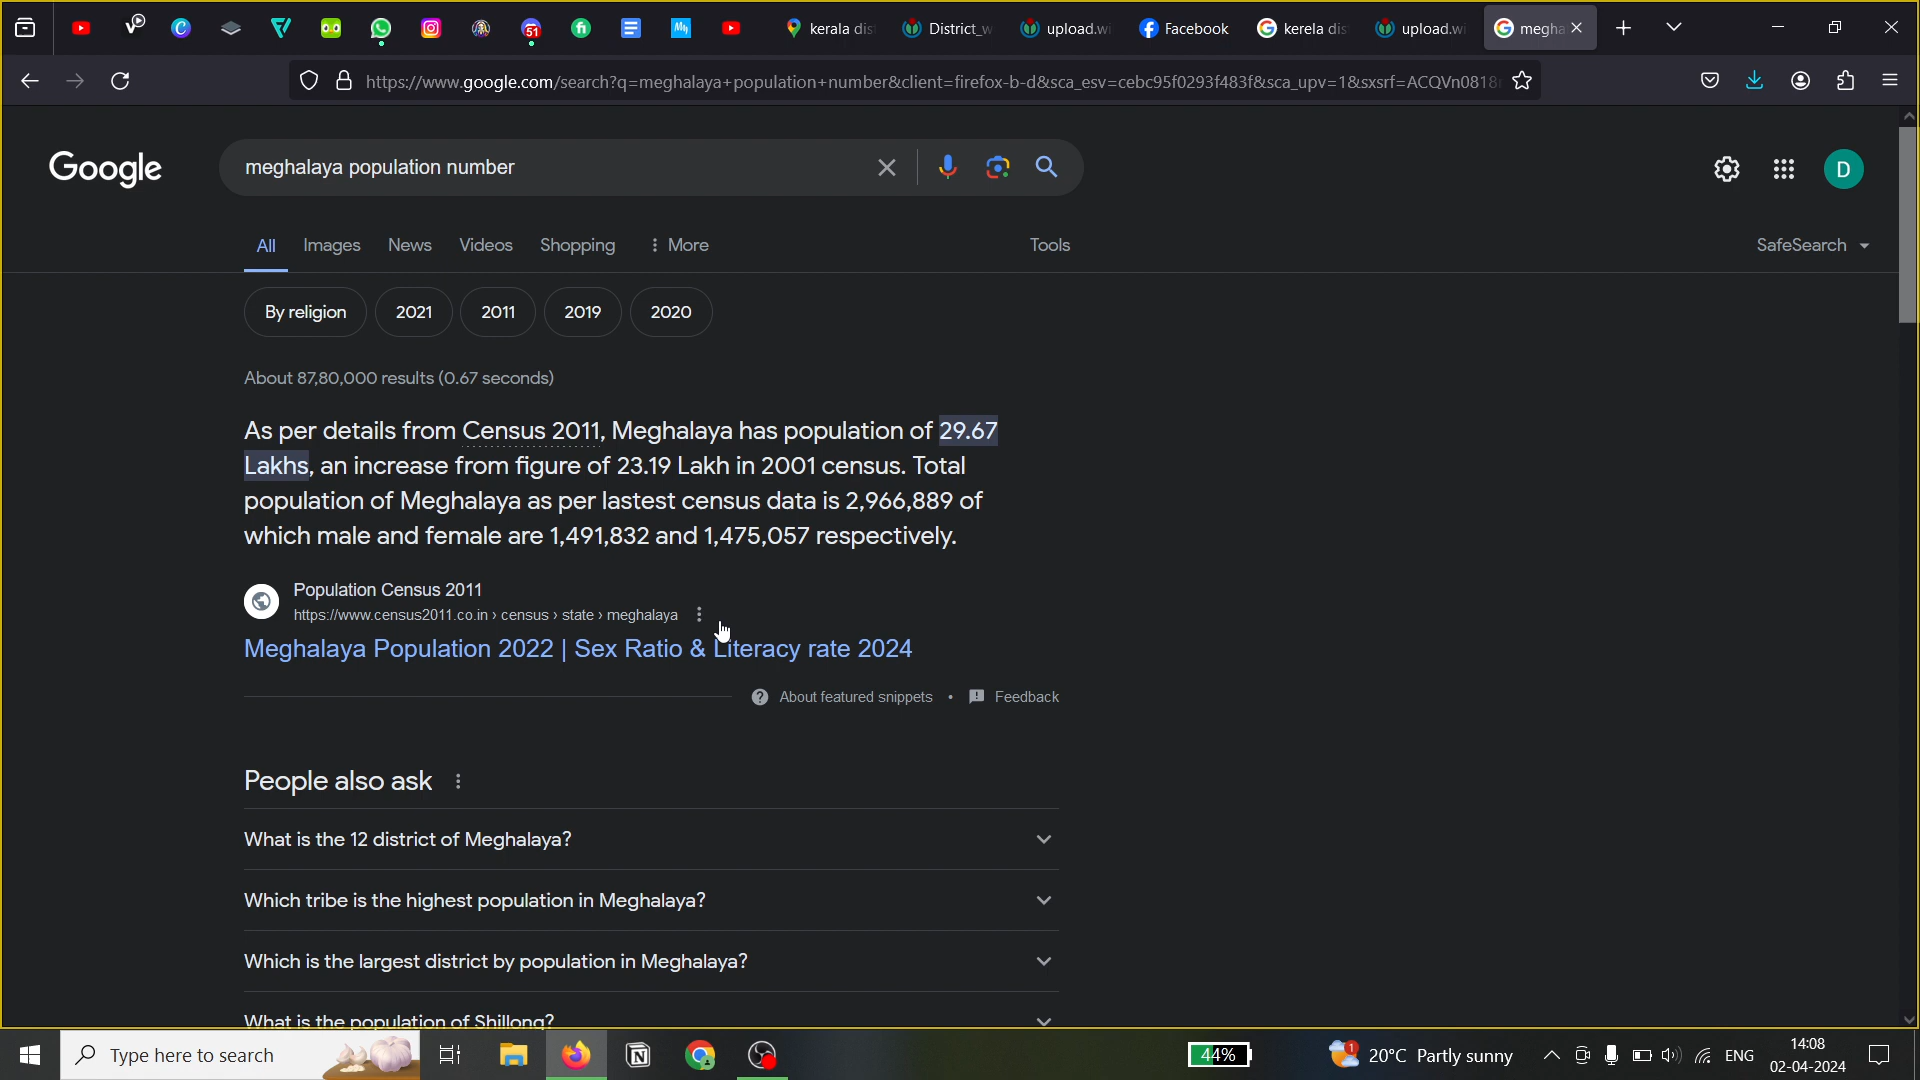 51 kerala dis District_w upload.wi Facebook kerela dis upload.wi megha
https://www.google.com/search?q=meghalaya+population+number&client=firefox-b-d&sca_esv=cebc95f0293f483f&sca_upv=1&sxsrf=ACQVn0818
Google meghalaya population number D
All Images News Videos Shopping More Tools SafeSearch
By religion 2021 2011 2019 2020
About 87,80,000 results (0.67 seconds)
As per details from Census 2011, Meghalaya has population of 29.67
Lakhs, an increase from figure of 23.19 Lakh in 2001 census. Total
population of Meghalaya as per lastest census data is 2,966,889 of
which male and female are 1,491,832 and 1,475,057 respectively.
Population Census 2011
https://www.census2011.co.in › census › state › meghalaya
Meghalaya Population 2022 | Sex Ratio & Literacy rate 2024
About featured snippets • Feedback
People also ask
What is the 12 district of Meghalaya?
Which tribe is the highest population in Meghalaya?
Which is the largest district by population in Meghalaya?
What is the population of Shillong?
Type here to search 44% 1 20°C Partly sunny ENG 14:08
02-04-2024